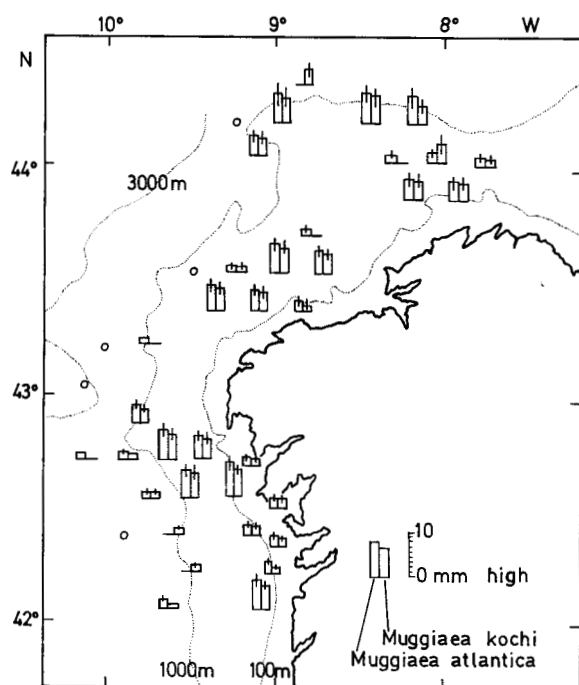 10° 9° 8° W
N
44°
3000m
43°
10
0 mm high
Muggiaea kochi
Muggiaea atlantica
42°
1000m 100m